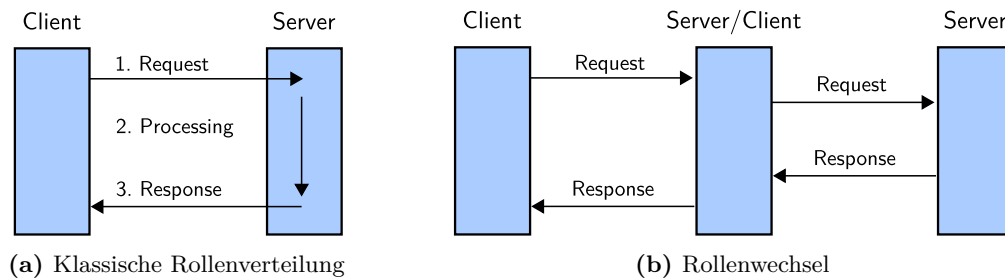 Client Server
1. Request
2. Processing
3. Response
(a) Klassische Rollenverteilung
Client Server/Client Server
Request
Request
Response
Response
(b) Rollenwechsel